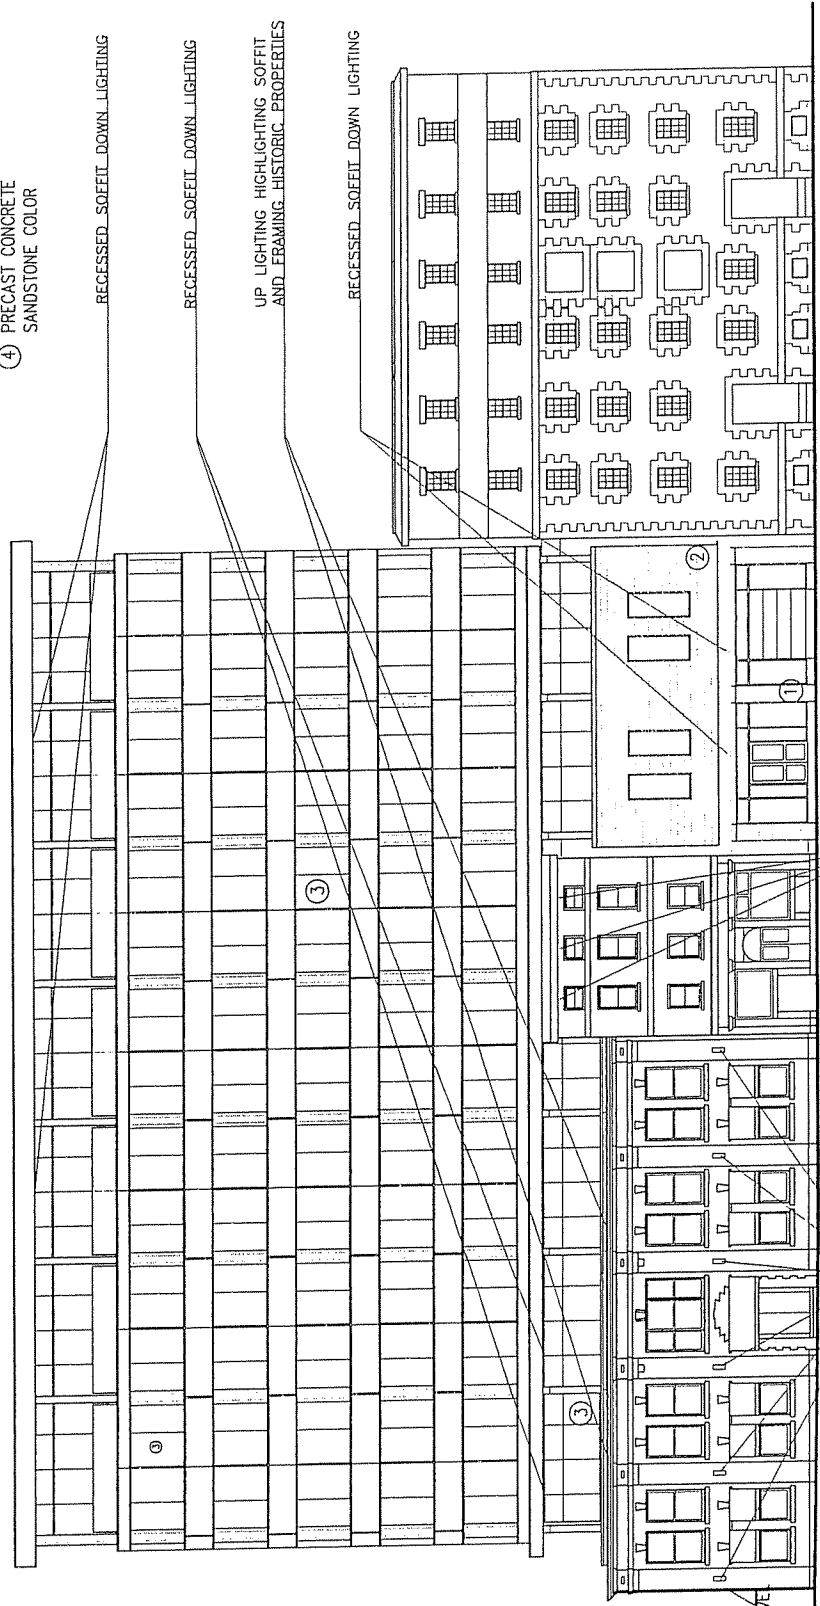 ④ PRECAST CONCRETE
SANDSTONE COLOR
RECESSED SOFFIT DOWN LIGHTING
RECESSED SOFFIT DOWN LIGHTING
UP LIGHTING HIGHLIGHTING SOFFIT
AND FRAMING HISTORIC PROPERTIES
RECESSED SOFFIT DOWN LIGHTING
③
③
③
②
①